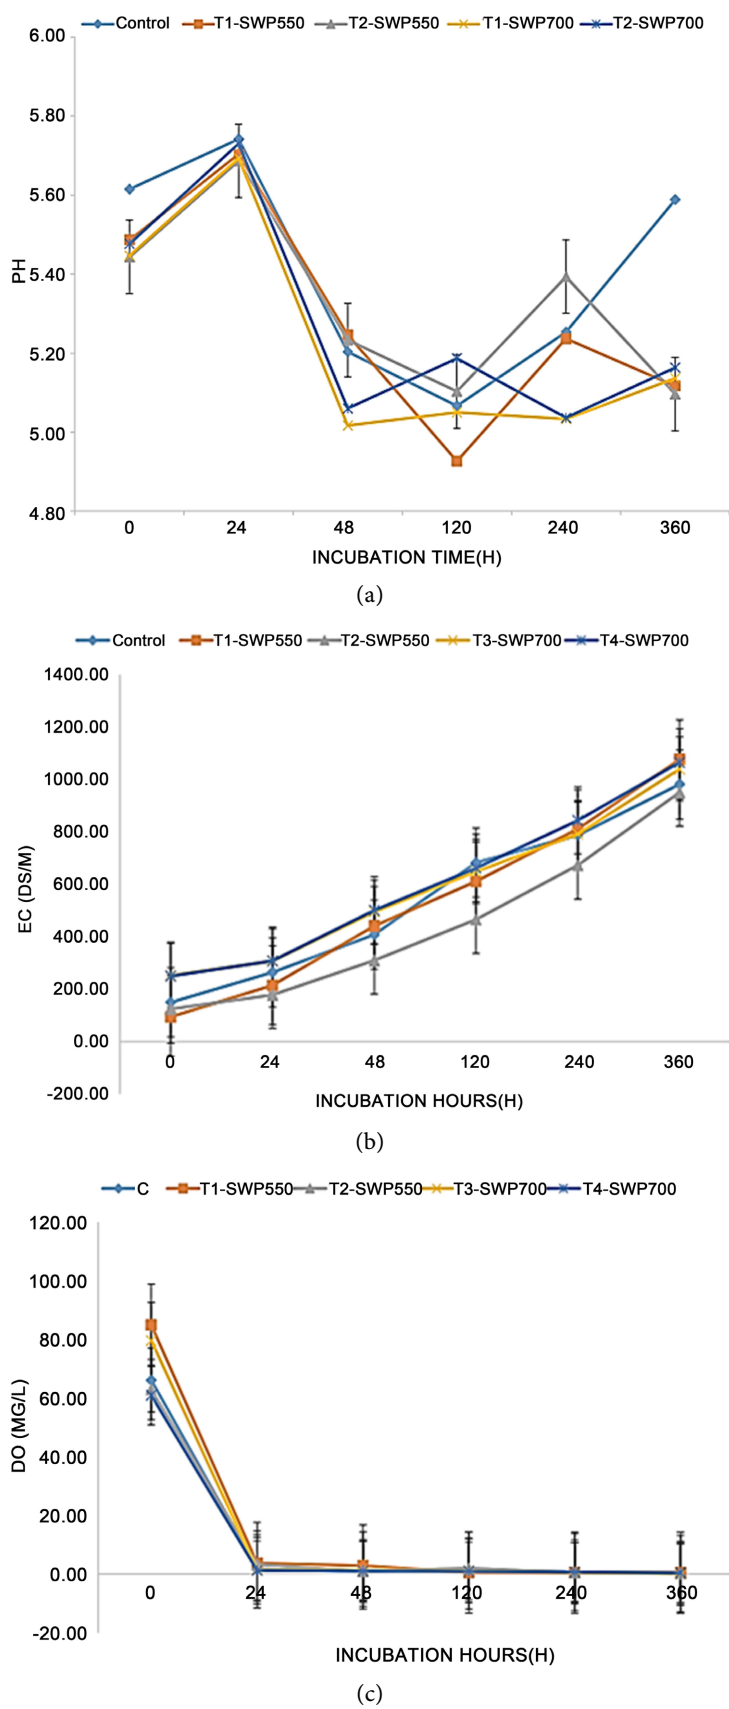 Control T1-SWP550 T2-SWP550 T1-SWP700 T2-SWP700
6.00
5.80
5.60
5.40
5.20
5.00
4.80
PH
0 24 48 120 240 360
INCUBATION TIME(H)
(a)
Control T1-SWP550 T2-SWP550 T3-SWP700 T4-SWP700
1400.00
1200.00
1000.00
800.00
600.00
400.00
200.00
0.00
-200.00
EC (DS/M)
0 24 48 120 240 360
INCUBATION HOURS(H)
(b)
C T1-SWP550 T2-SWP550 T3-SWP700 T4-SWP700
120.00
100.00
80.00
60.00
40.00
20.00
0.00
-20.00
DO (MG/L)
0 24 48 120 240 360
INCUBATION HOURS(H)
(c)